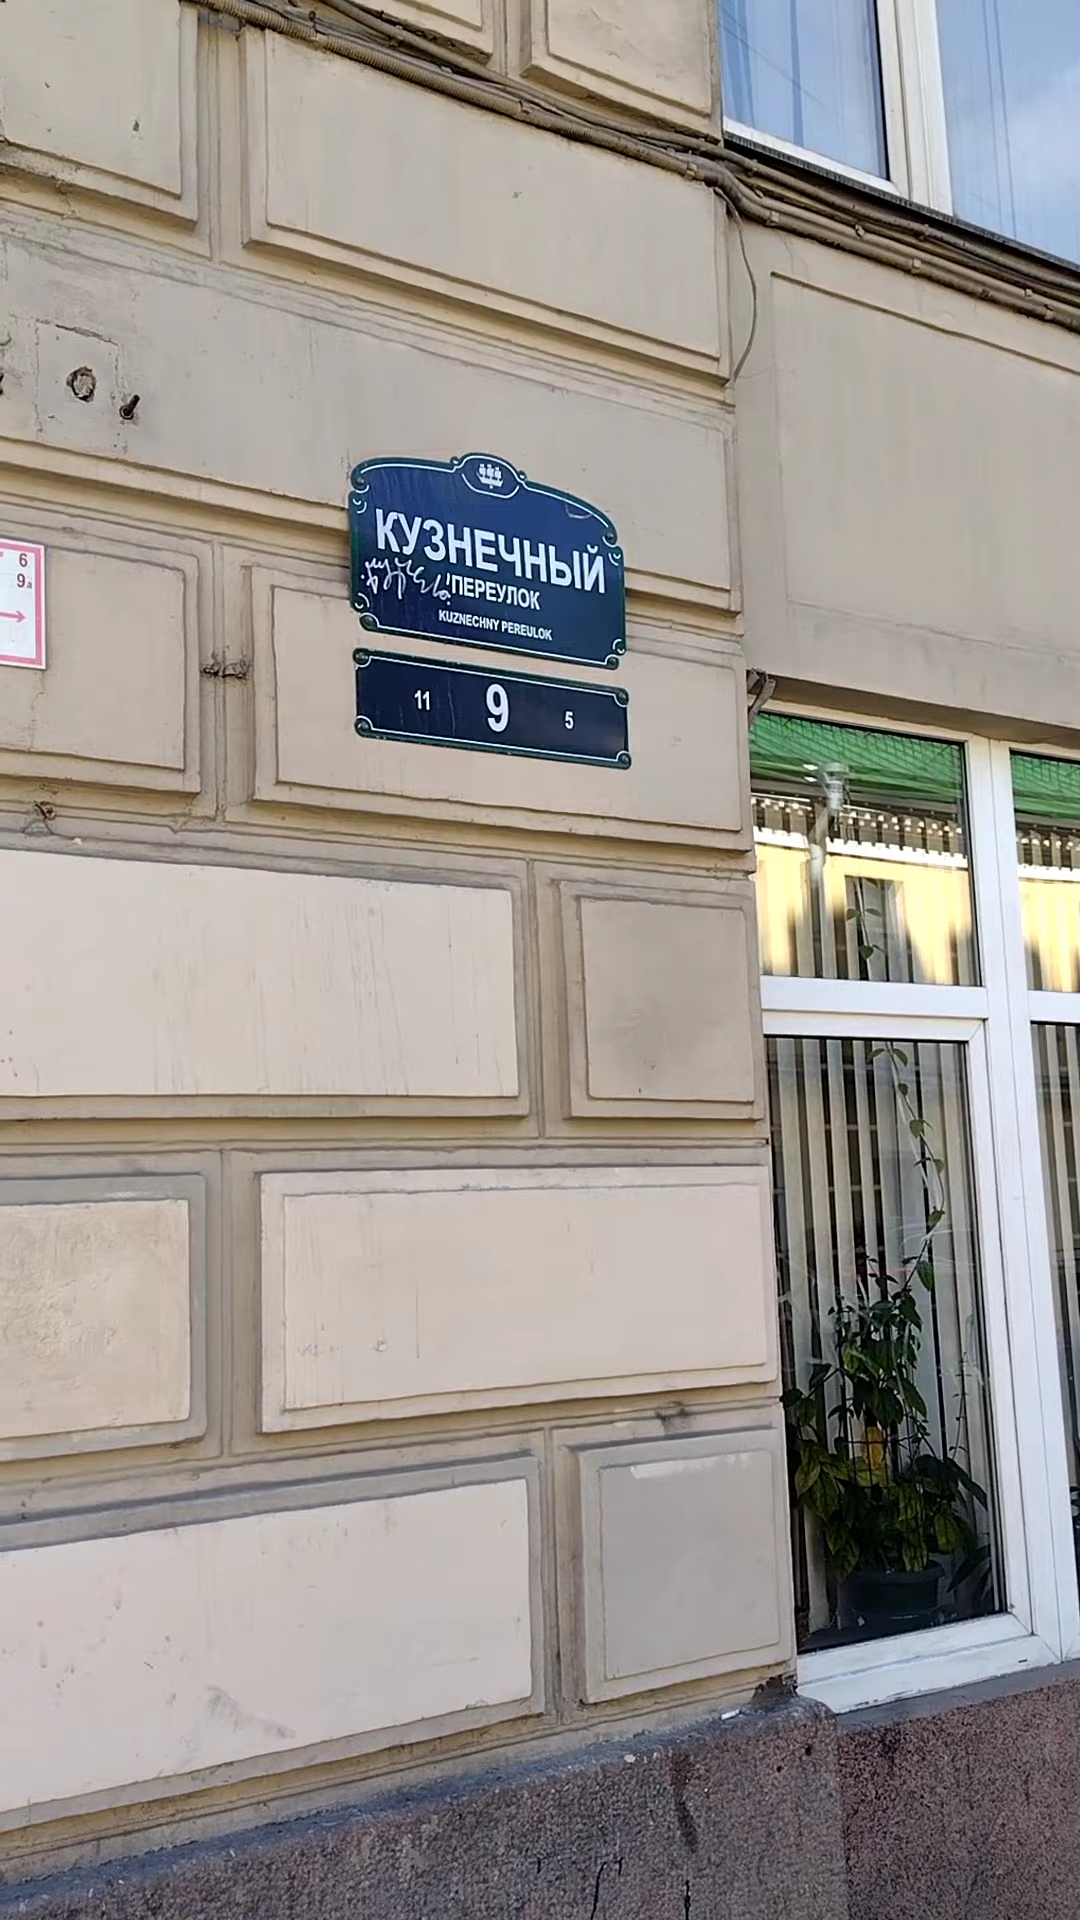 КУЗНЕЧНЫЙ
ПЕРЕУЛОК
KUZNECHNY PEREULOK
11 9 5
6
9а